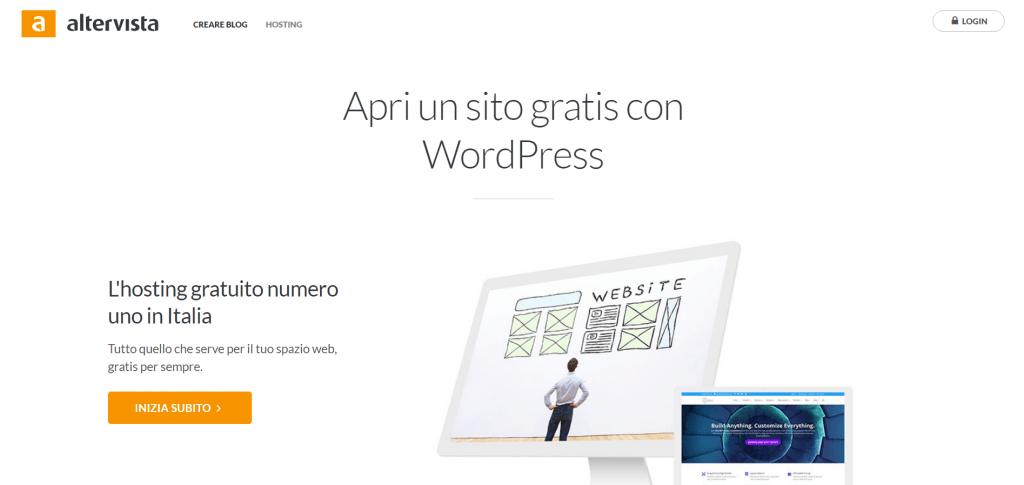 a altervista CREARE BLOG HOSTING LOGIN
Apri un sito gratis con
WordPress
L'hosting gratuito numero
uno in Italia
Tutto quello che serve per il tuo spazio web,
gratis per sempre.
INIZIA SUBITO >
WEBSITE
Build Anything. Customize Everything.